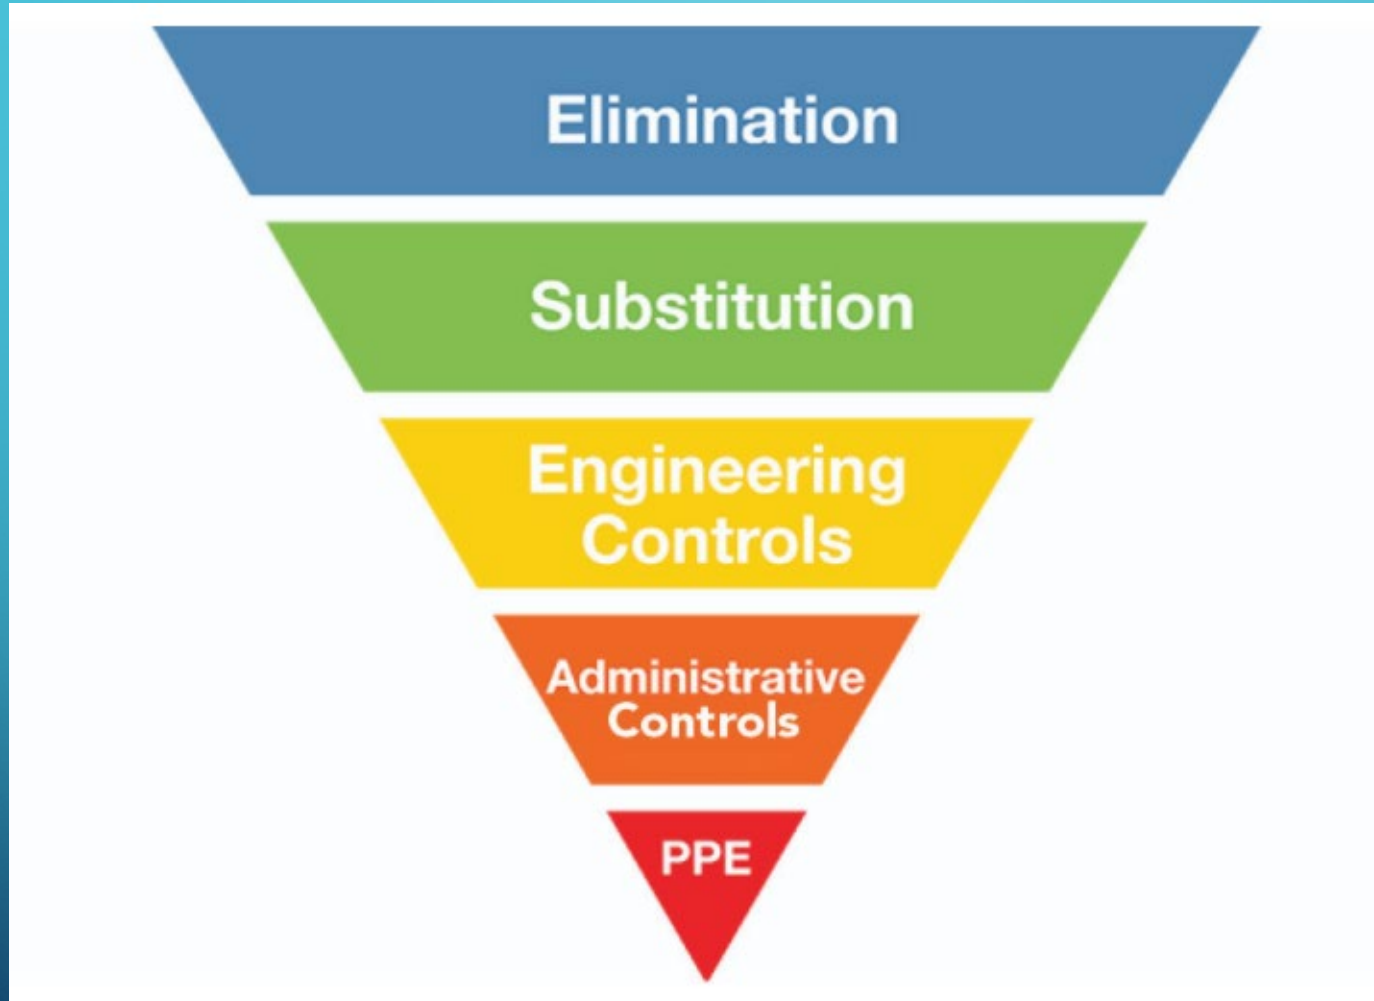 Elimination
Substitution
Engineering
Controls
Administrative
Controls
PPE